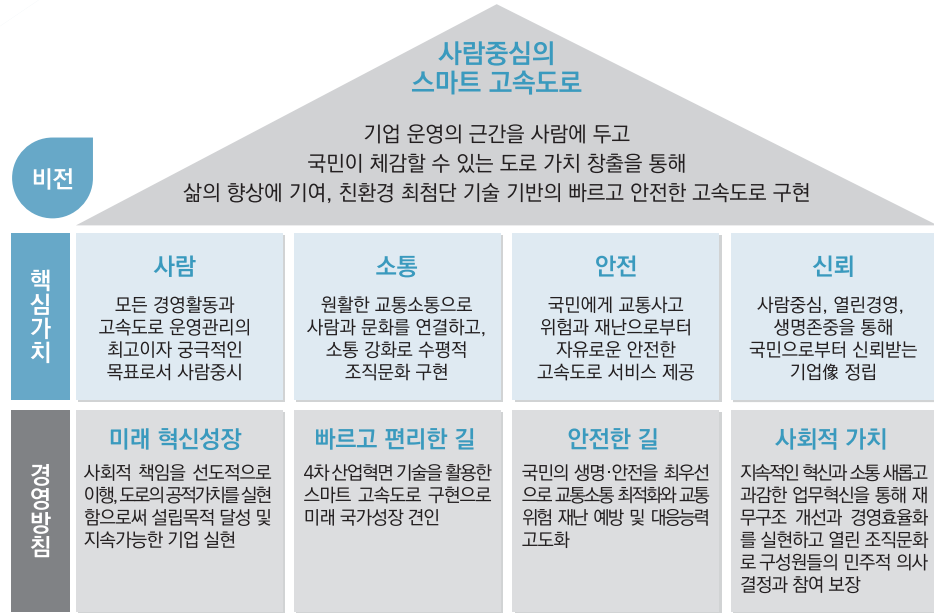 사람중심의
스마트 고속도로
기업 운영의 근간을 사람에 두고
국민이 체감할 수 있는 도로 가치 창출을 통해
삶의 향상에 기여, 친환경 최첨단 기술 기반의 빠르고 안전한 고속도로 구현
비전
핵심가치
사람
모든 경영활동과
고속도로 운영관리의
최고이자 궁극적인
목표로서 사람중시
소통
원활한 교통소통으로
사람과 문화를 연결하고,
소통 강화로 수평적
조직문화 구현
안전
국민에게 교통사고
위험과 재난으로부터
자유로운 안전한
고속도로 서비스 제공
신뢰
사람중심, 열린경영,
생명존중을 통해
국민으로부터 신뢰받는
기업像 정립
경영방침
미래 혁신성장
사회적 책임을 선도적으로
이행, 도로의 공적가치를 실현
함으로써 설립목적 달성 및
지속가능한 기업 실현
빠르고 편리한 길
4차 산업혁면 기술을 활용한
스마트 고속도로 구현으로
미래 국가성장 견인
안전한 길
국민의 생명·안전을 최우선
으로 교통소통 최적화와 교통
위험 재난 예방 및 대응능력
고도화
사회적 가치
지속적인 혁신과 소통 새롭고
과감한 업무혁신을 통해 재
무구조 개선과 경영효율화
를 실현하고 열린 조직문화
로 구성원들의 민주적 의사
결정과 참여 보장